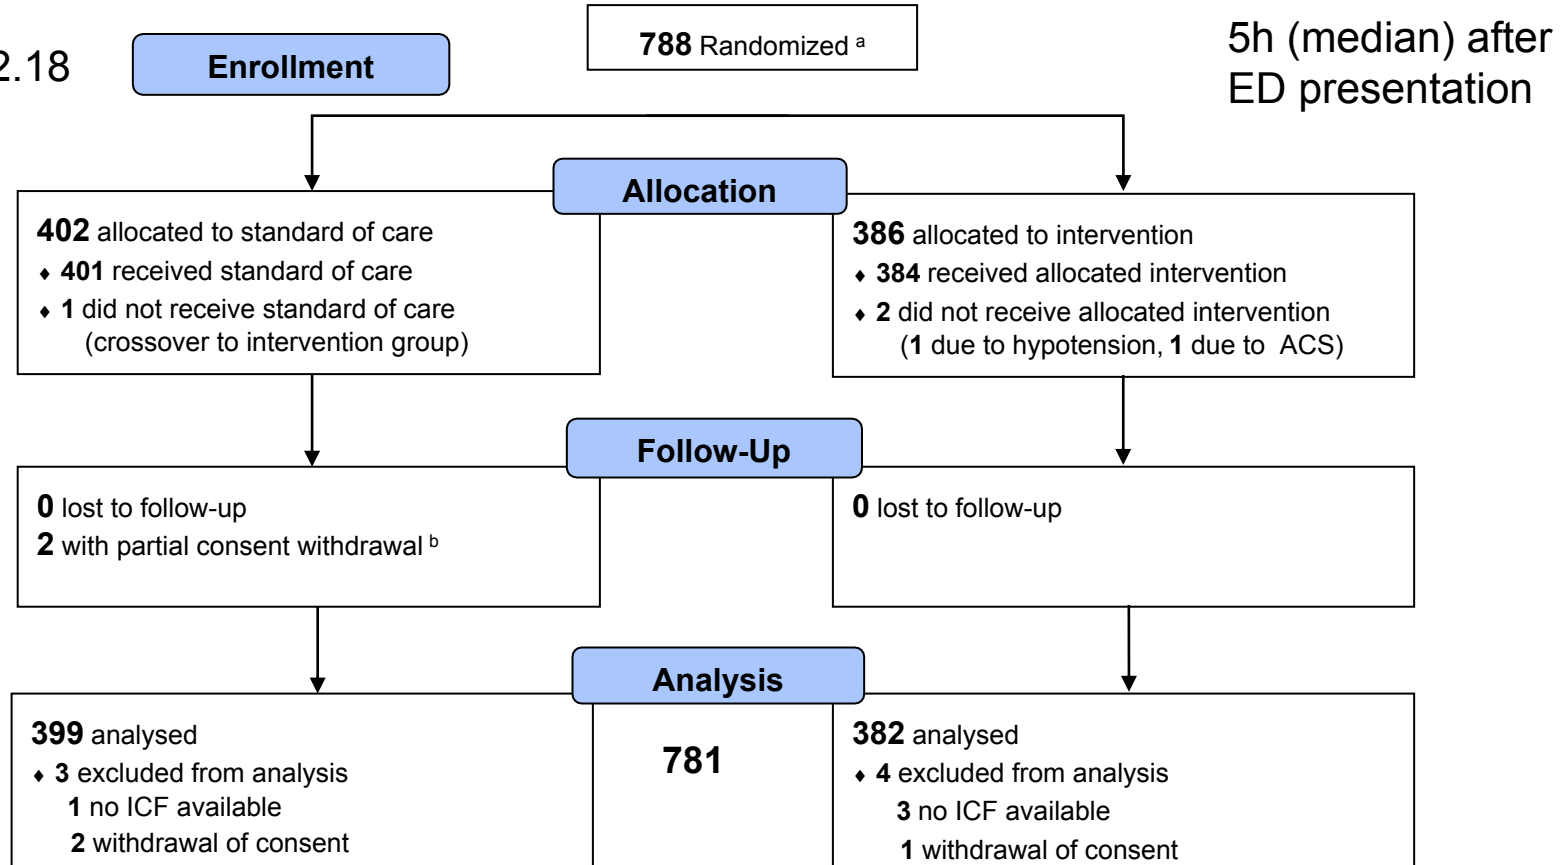 2.18
Enrollment
788 Randomized a
5h (median) after
ED presentation
Allocation
402 allocated to standard of care
♦ 401 received standard of care
♦ 1 did not receive standard of care
(crossover to intervention group)
386 allocated to intervention
♦ 384 received allocated intervention
♦ 2 did not receive allocated intervention
(1 due to hypotension, 1 due to ACS)
Follow-Up
0 lost to follow-up
2 with partial consent withdrawal b
0 lost to follow-up
Analysis
399 analysed
♦ 3 excluded from analysis
1 no ICF available
2 withdrawal of consent
781
382 analysed
♦ 4 excluded from analysis
3 no ICF available
1 withdrawal of consent